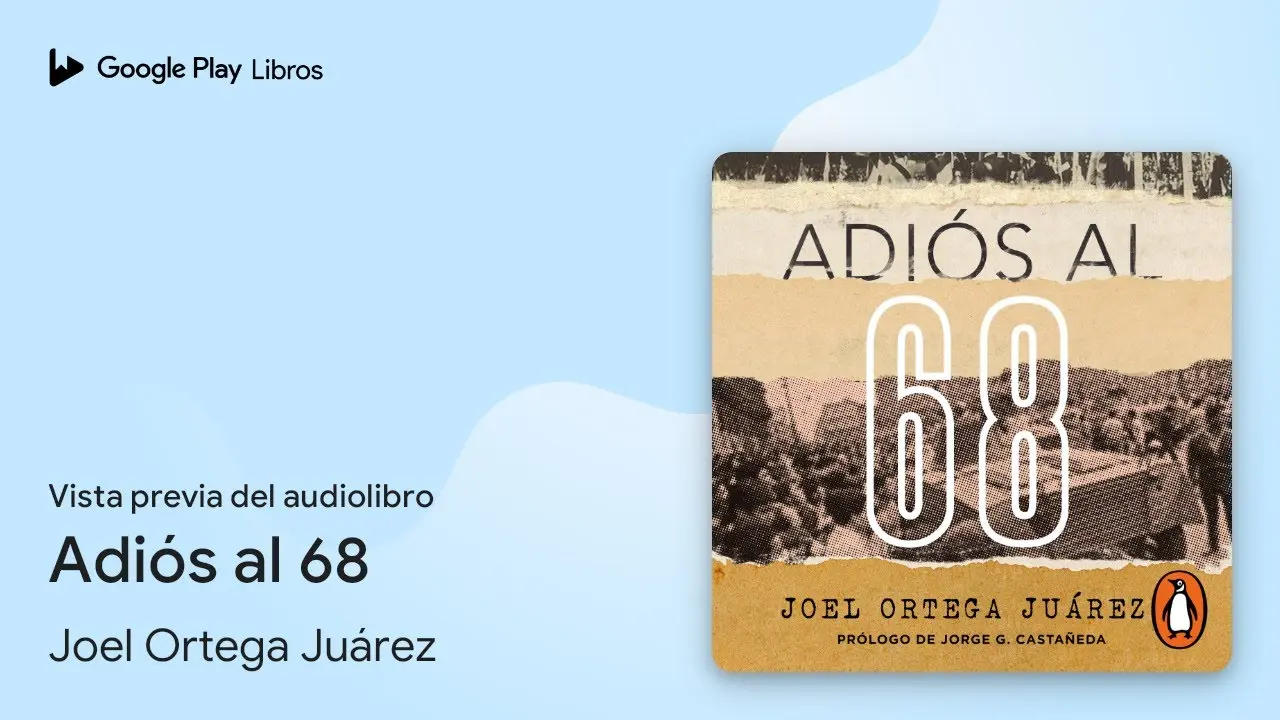 Google Play Libros
Vista previa del audiolibro
Adiós al 68
Joel Ortega Juárez
ADIÓS AL
68
JOEL ORTEGA JUÁREZ
PRÓLOGO DE JORGE G. CASTAÑEDA